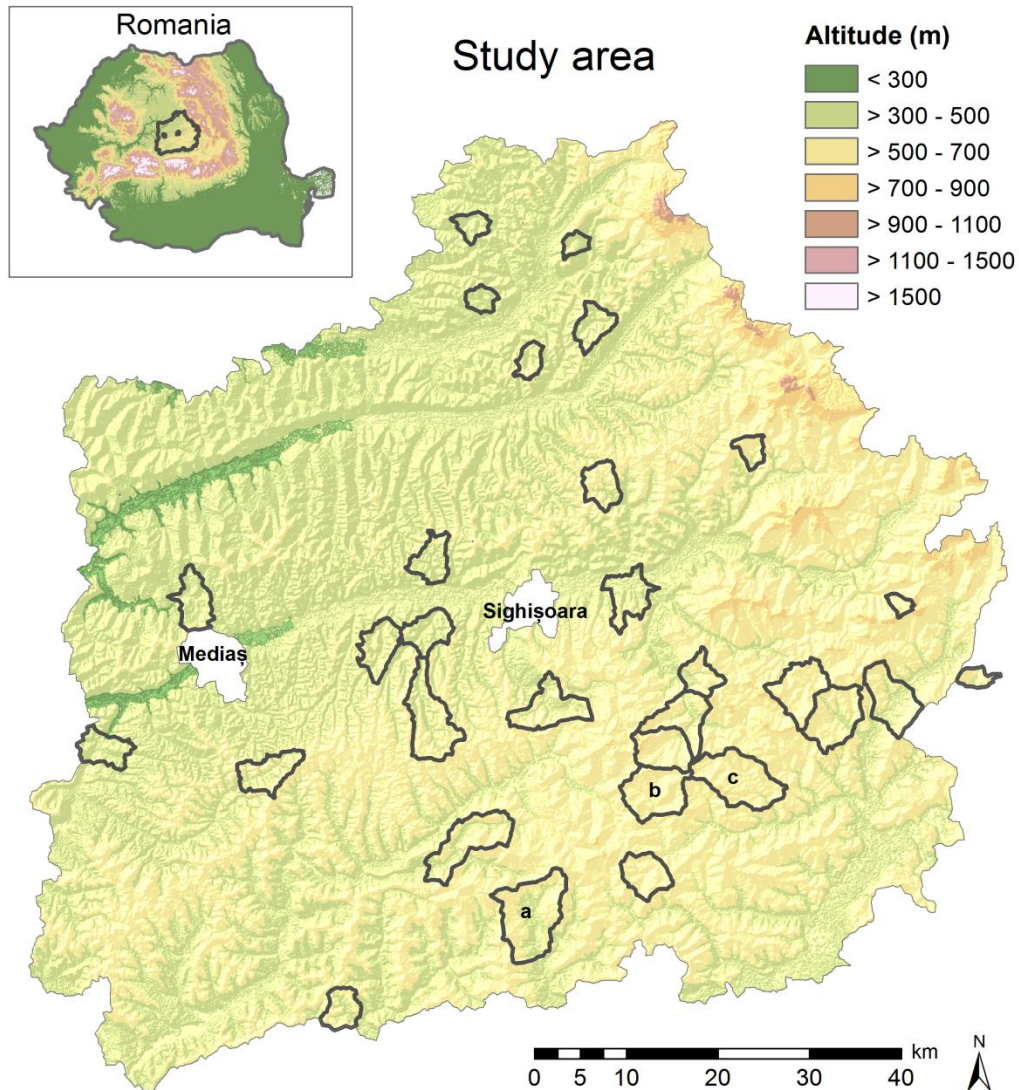 Romania
Study area
Altitude (m)
< 300
> 300 - 500
> 500 - 700
> 700 - 900
> 900 - 1100
> 1100 - 1500
> 1500
Sighișoara
Mediaș
b
c
a
km
0 5 10 20 30 40
N